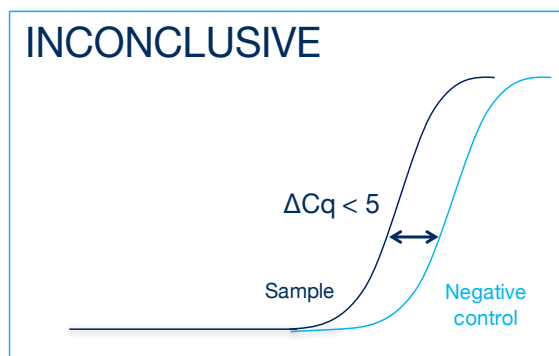 INCONCLUSIVE
ΔCq < 5
Sample
Negative
control